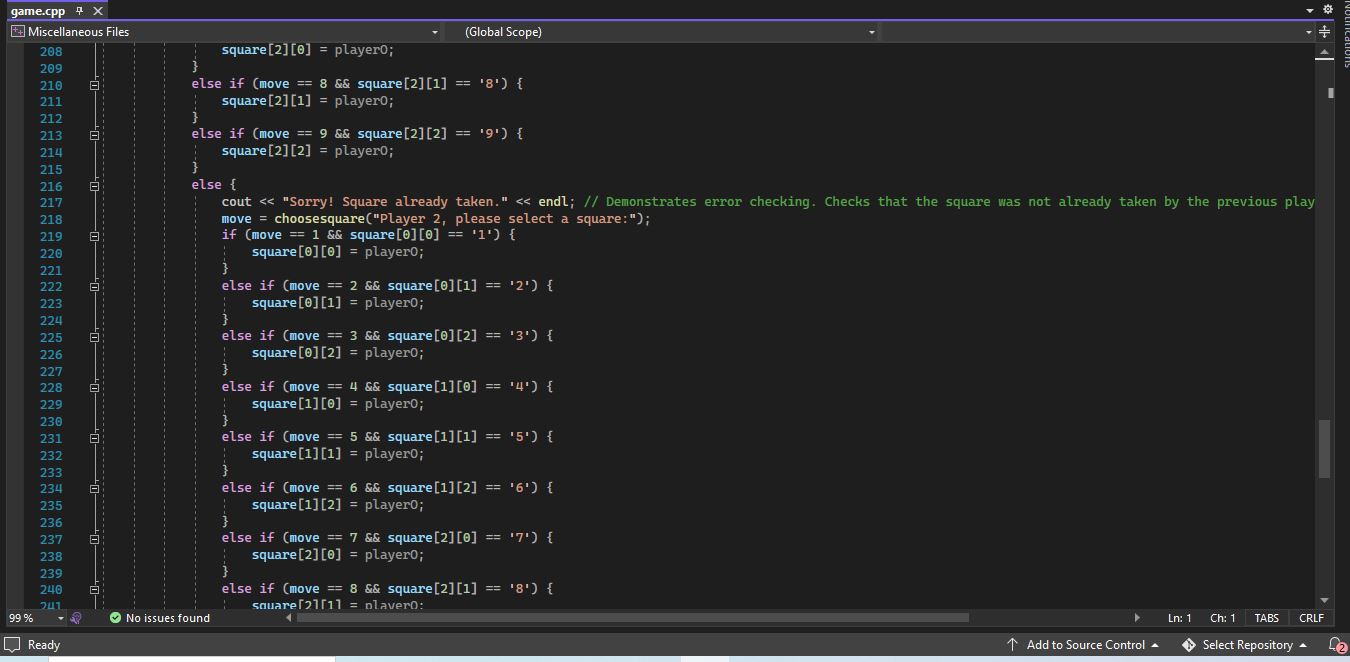 game.cpp
Notifications
Miscellaneous Files
(Global Scope)
208 square[2][0] = playerO;
209 }
210 else if (move == 8 && square[2][1] == '8') {
211 square[2][1] = playerO;
212 }
213 else if (move == 9 && square[2][2] == '9') {
214 square[2][2] = playerO;
215 }
216 else {
217 cout << "Sorry! Square already taken." << endl; // Demonstrates error checking. Checks that the square was not already taken by the previous play
218 move = choosesquare("Player 2, please select a square:");
219 if (move == 1 && square[0][0] == '1') {
220 square[0][0] = playerO;
221 }
222 else if (move == 2 && square[0][1] == '2') {
223 square[0][1] = playerO;
224 }
225 else if (move == 3 && square[0][2] == '3') {
226 square[0][2] = playerO;
227 }
228 else if (move == 4 && square[1][0] == '4') {
229 square[1][0] = playerO;
230 }
231 else if (move == 5 && square[1][1] == '5') {
232 square[1][1] = playerO;
233 }
234 else if (move == 6 && square[1][2] == '6') {
235 square[1][2] = playerO;
236 }
237 else if (move == 7 && square[2][0] == '7') {
238 square[2][0] = playerO;
239 }
240 else if (move == 8 && square[2][1] == '8') {
241 square[2][1] = playerO;
99 % No issues found Ln: 1 Ch: 1 TABS CRLF
Ready Add to Source Control Select Repository 2